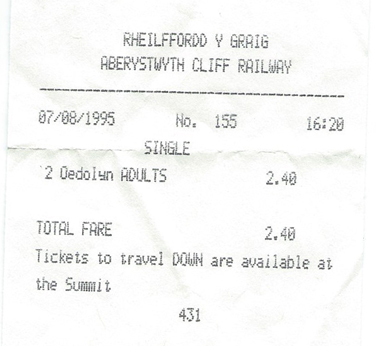 RHEILFFORDD Y GRAIG
ABERYSTWYTH CLIFF RAILWAY
07/08/1995 No. 155 16:20
SINGLE
2 Oedolyn ADULTS 2.40
TOTAL FARE 2.40
Tickets to travel DOWN are available at
the Summit
431